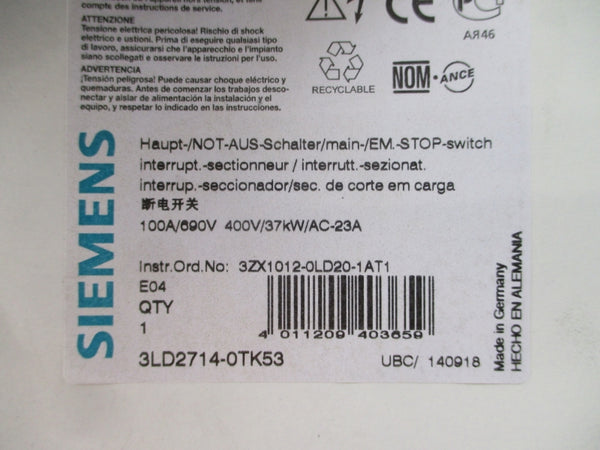 compte des instructions de service.
ATTENZIONE
Tensione elettrica pericolosa! Rischio di shock
elettrico e ustioni. Prima di eseguire qualsiasi tipo
di lavoro, assicurarsi che l'apparecchio e l'impianto
siano scollegati e osservare le istruzioni per l'uso.
ADVERTENCIA
¡Tensión peligrosa! Puede causar choque eléctrico y
quemaduras. Antes de comenzar los trabajos desco-
nectar y aislar de alimentación la instalación y el
equipo, y respetar lo indicado en las instrucciones.
CE
АЯ46
RECYCLABLE
NOM-ANCE
SIEMENS
Haupt-/NOT-AUS-Schalter/main-/EM.-STOP-switch
interrupt.-sectionneur / interrutt.-sezionat.
interrup.-seccionador/sec. de corte em carga
断电开关
100A/690V 400V/37kW/AC-23A
Instr.Ord.No: 3ZX1012-0LD20-1AT1
E04
QTY
1
4 011209 403659
3LD2714-0TK53
UBC/ 140918
Made in Germany
HECHO EN ALEMANIA